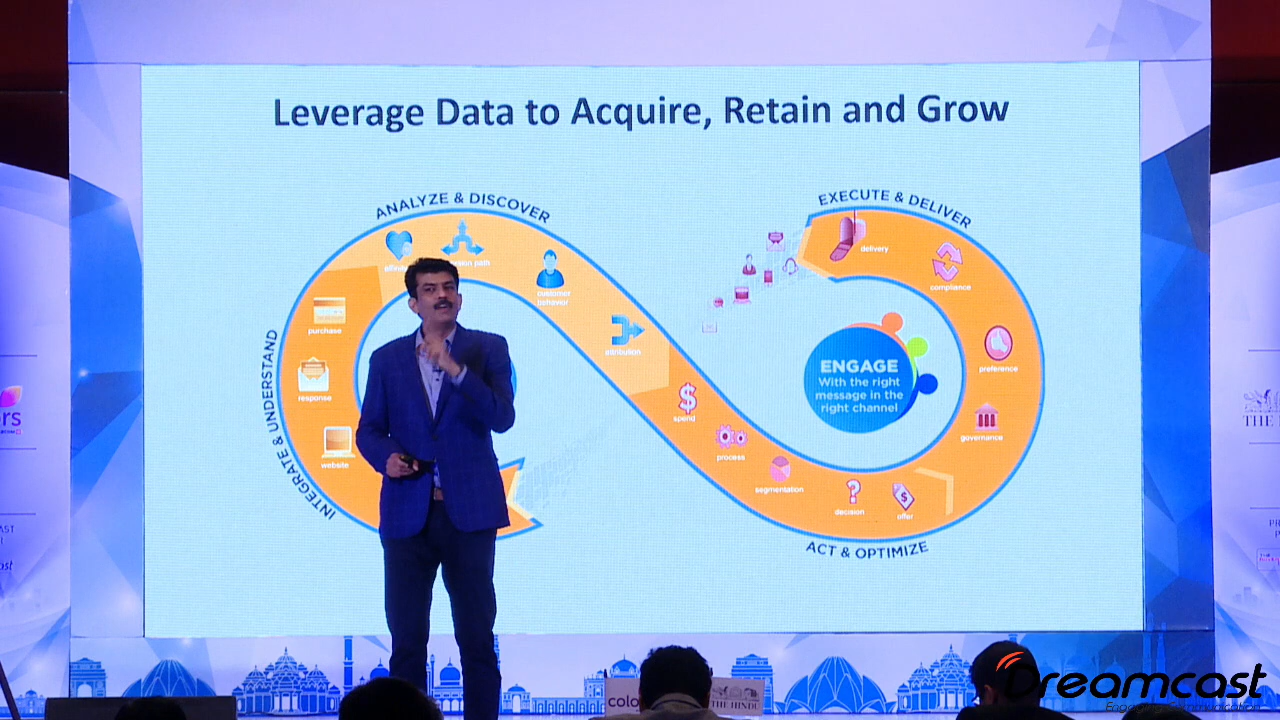 Leverage Data to Acquire, Retain and Grow
ANALYZE & DISCOVER
EXECUTE & DELIVER
delivery
customer
behavior
compliance
purchase
attribution
ENGAGE
With the right
message in the
right channel
preference
response
spend
governance
process
website
segmentation
decision
offer
INTEGRATE & UNDERSTAND
ACT & OPTIMIZE
THE HINDU
Dreamcast